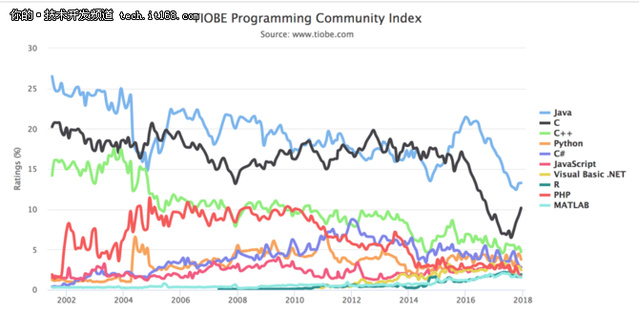 你的·技术开发频道 tech.it168.com
TIOBE Programming Community Index
Source: www.tiobe.com
Ratings (%)
30
25
20
15
10
5
0
2002 2004 2006 2008 2010 2012 2014 2016 2018
Java
C
C++
Python
C#
JavaScript
Visual Basic .NET
R
PHP
MATLAB